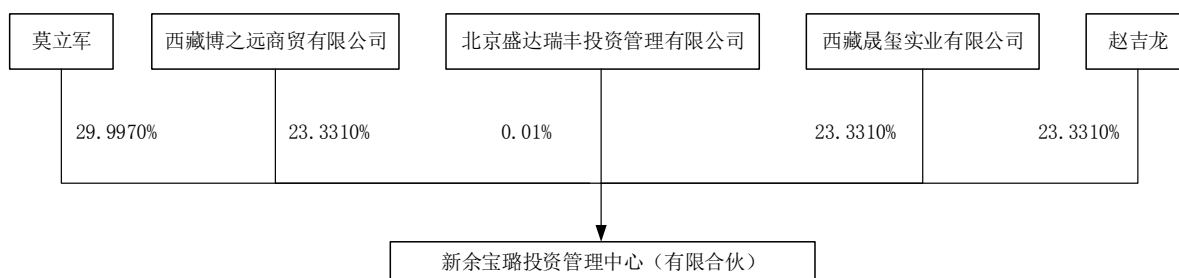 莫立军
西藏博之远商贸有限公司
北京盛达瑞丰投资管理有限公司
西藏晟玺实业有限公司
赵吉龙
29.9970%
23.3310%
0.01%
23.3310%
23.3310%
新余宝璐投资管理中心（有限合伙）